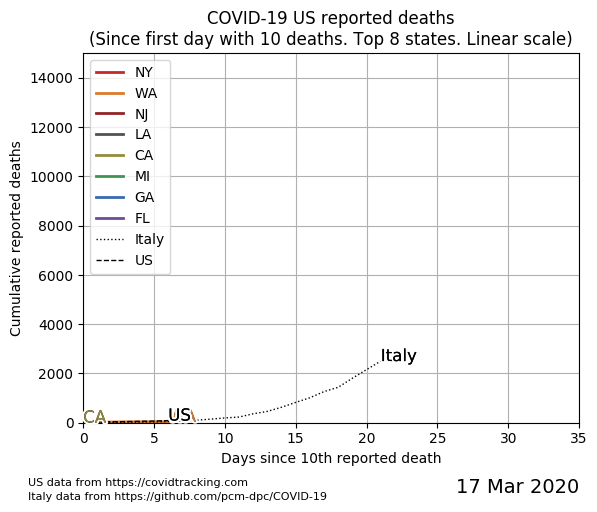 COVID-19 US reported deaths
(Since first day with 10 deaths. Top 8 states. Linear scale)
14000
12000
10000
8000
6000
4000
2000
0
Cumulative reported deaths
NY
WA
NJ
LA
CA
MI
GA
FL
Italy
US
Italy
CA
US
0 5 10 15 20 25 30 35
Days since 10th reported death
US data from https://covidtracking.com
Italy data from https://github.com/pcm-dpc/COVID-19
17 Mar 2020